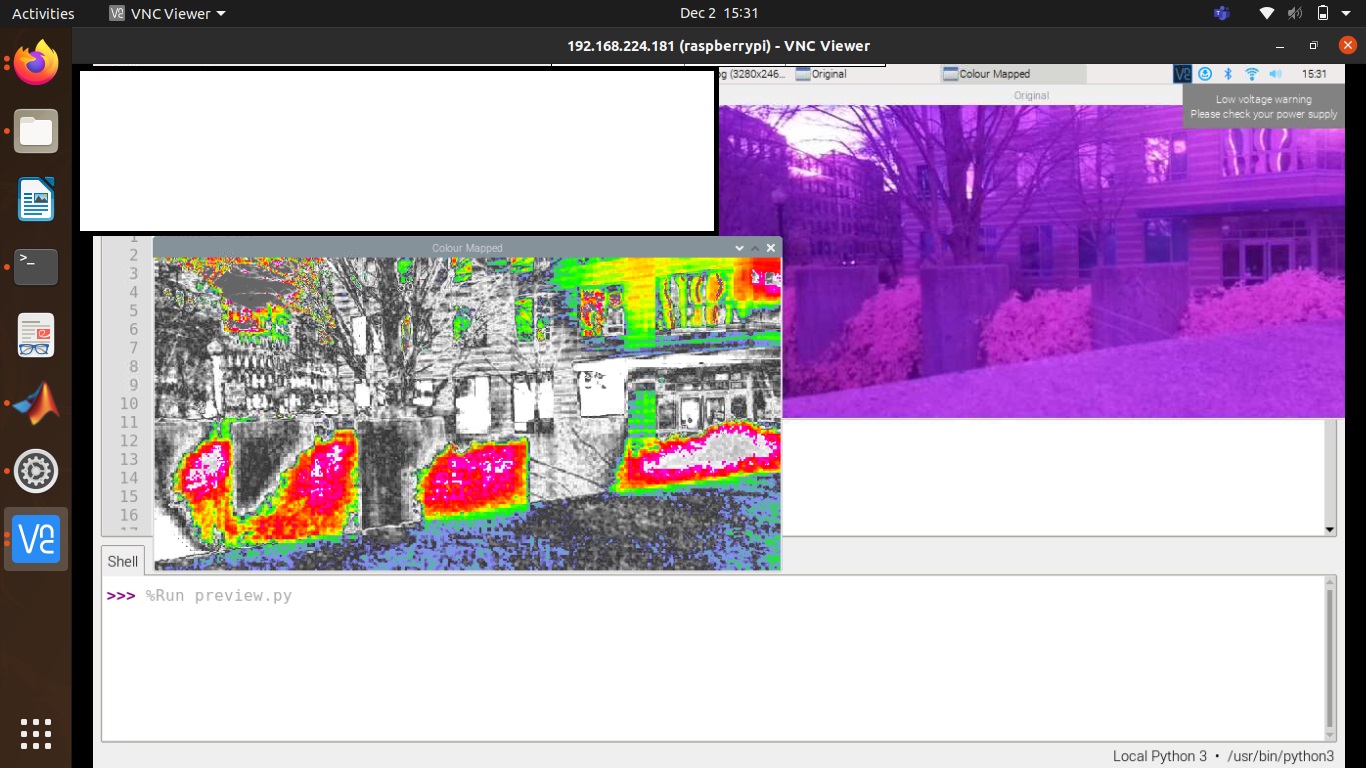 Activities
VNC Viewer
Dec 2 15:31
192.168.224.181 (raspberrypi) - VNC Viewer
og (3280x246...
Original
Colour Mapped
15:31
Original
Low voltage warning
Please check your power supply
Colour Mapped
1
2
3
4
5
6
7
8
9
10
11
12
13
14
15
16
17
Shell
>>> %Run preview.py
Local Python 3 • /usr/bin/python3